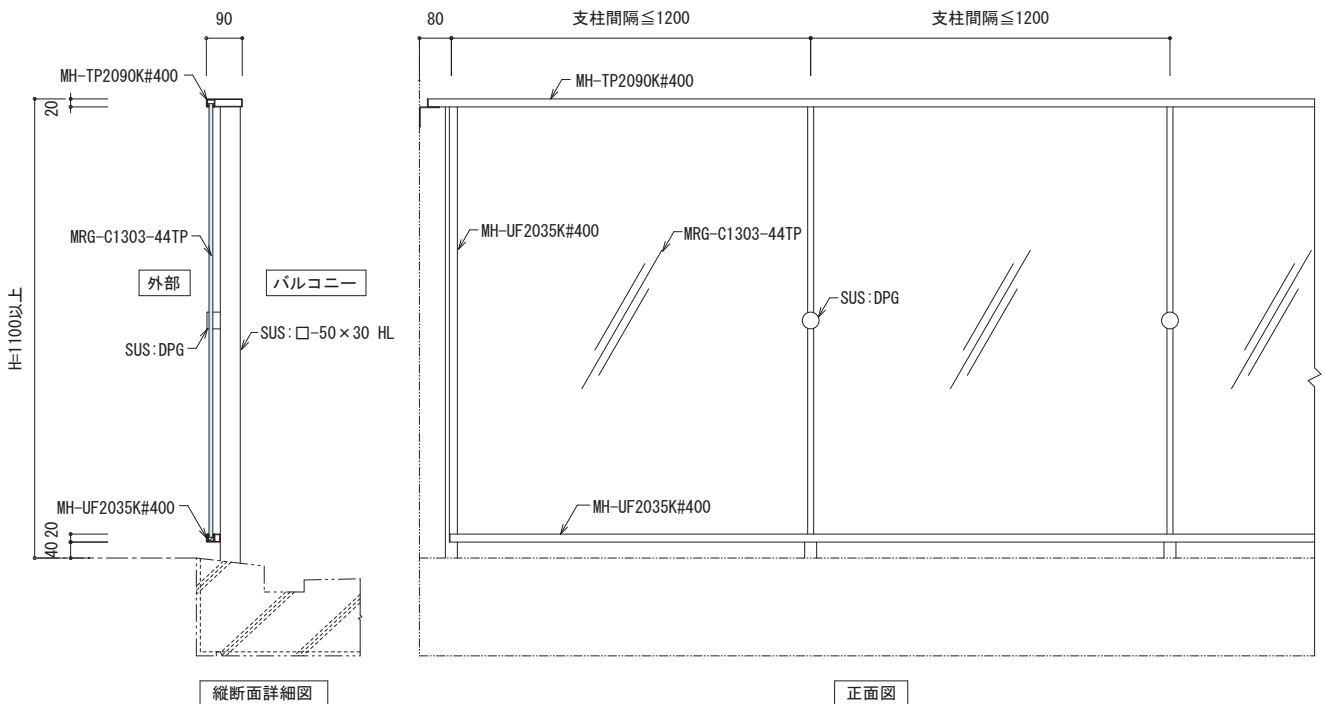 90
MH-TP2090K#400
20
MRG-C1303-44TP
外部
バルコニー
H=1100以上
SUS:DPG
SUS:□-50×30 HL
MH-UF2035K#400
20
40
縦断面詳細図
80
支柱間隔≦1200
支柱間隔≦1200
MH-TP2090K#400
MH-UF2035K#400
MRG-C1303-44TP
SUS:DPG
MH-UF2035K#400
正面図